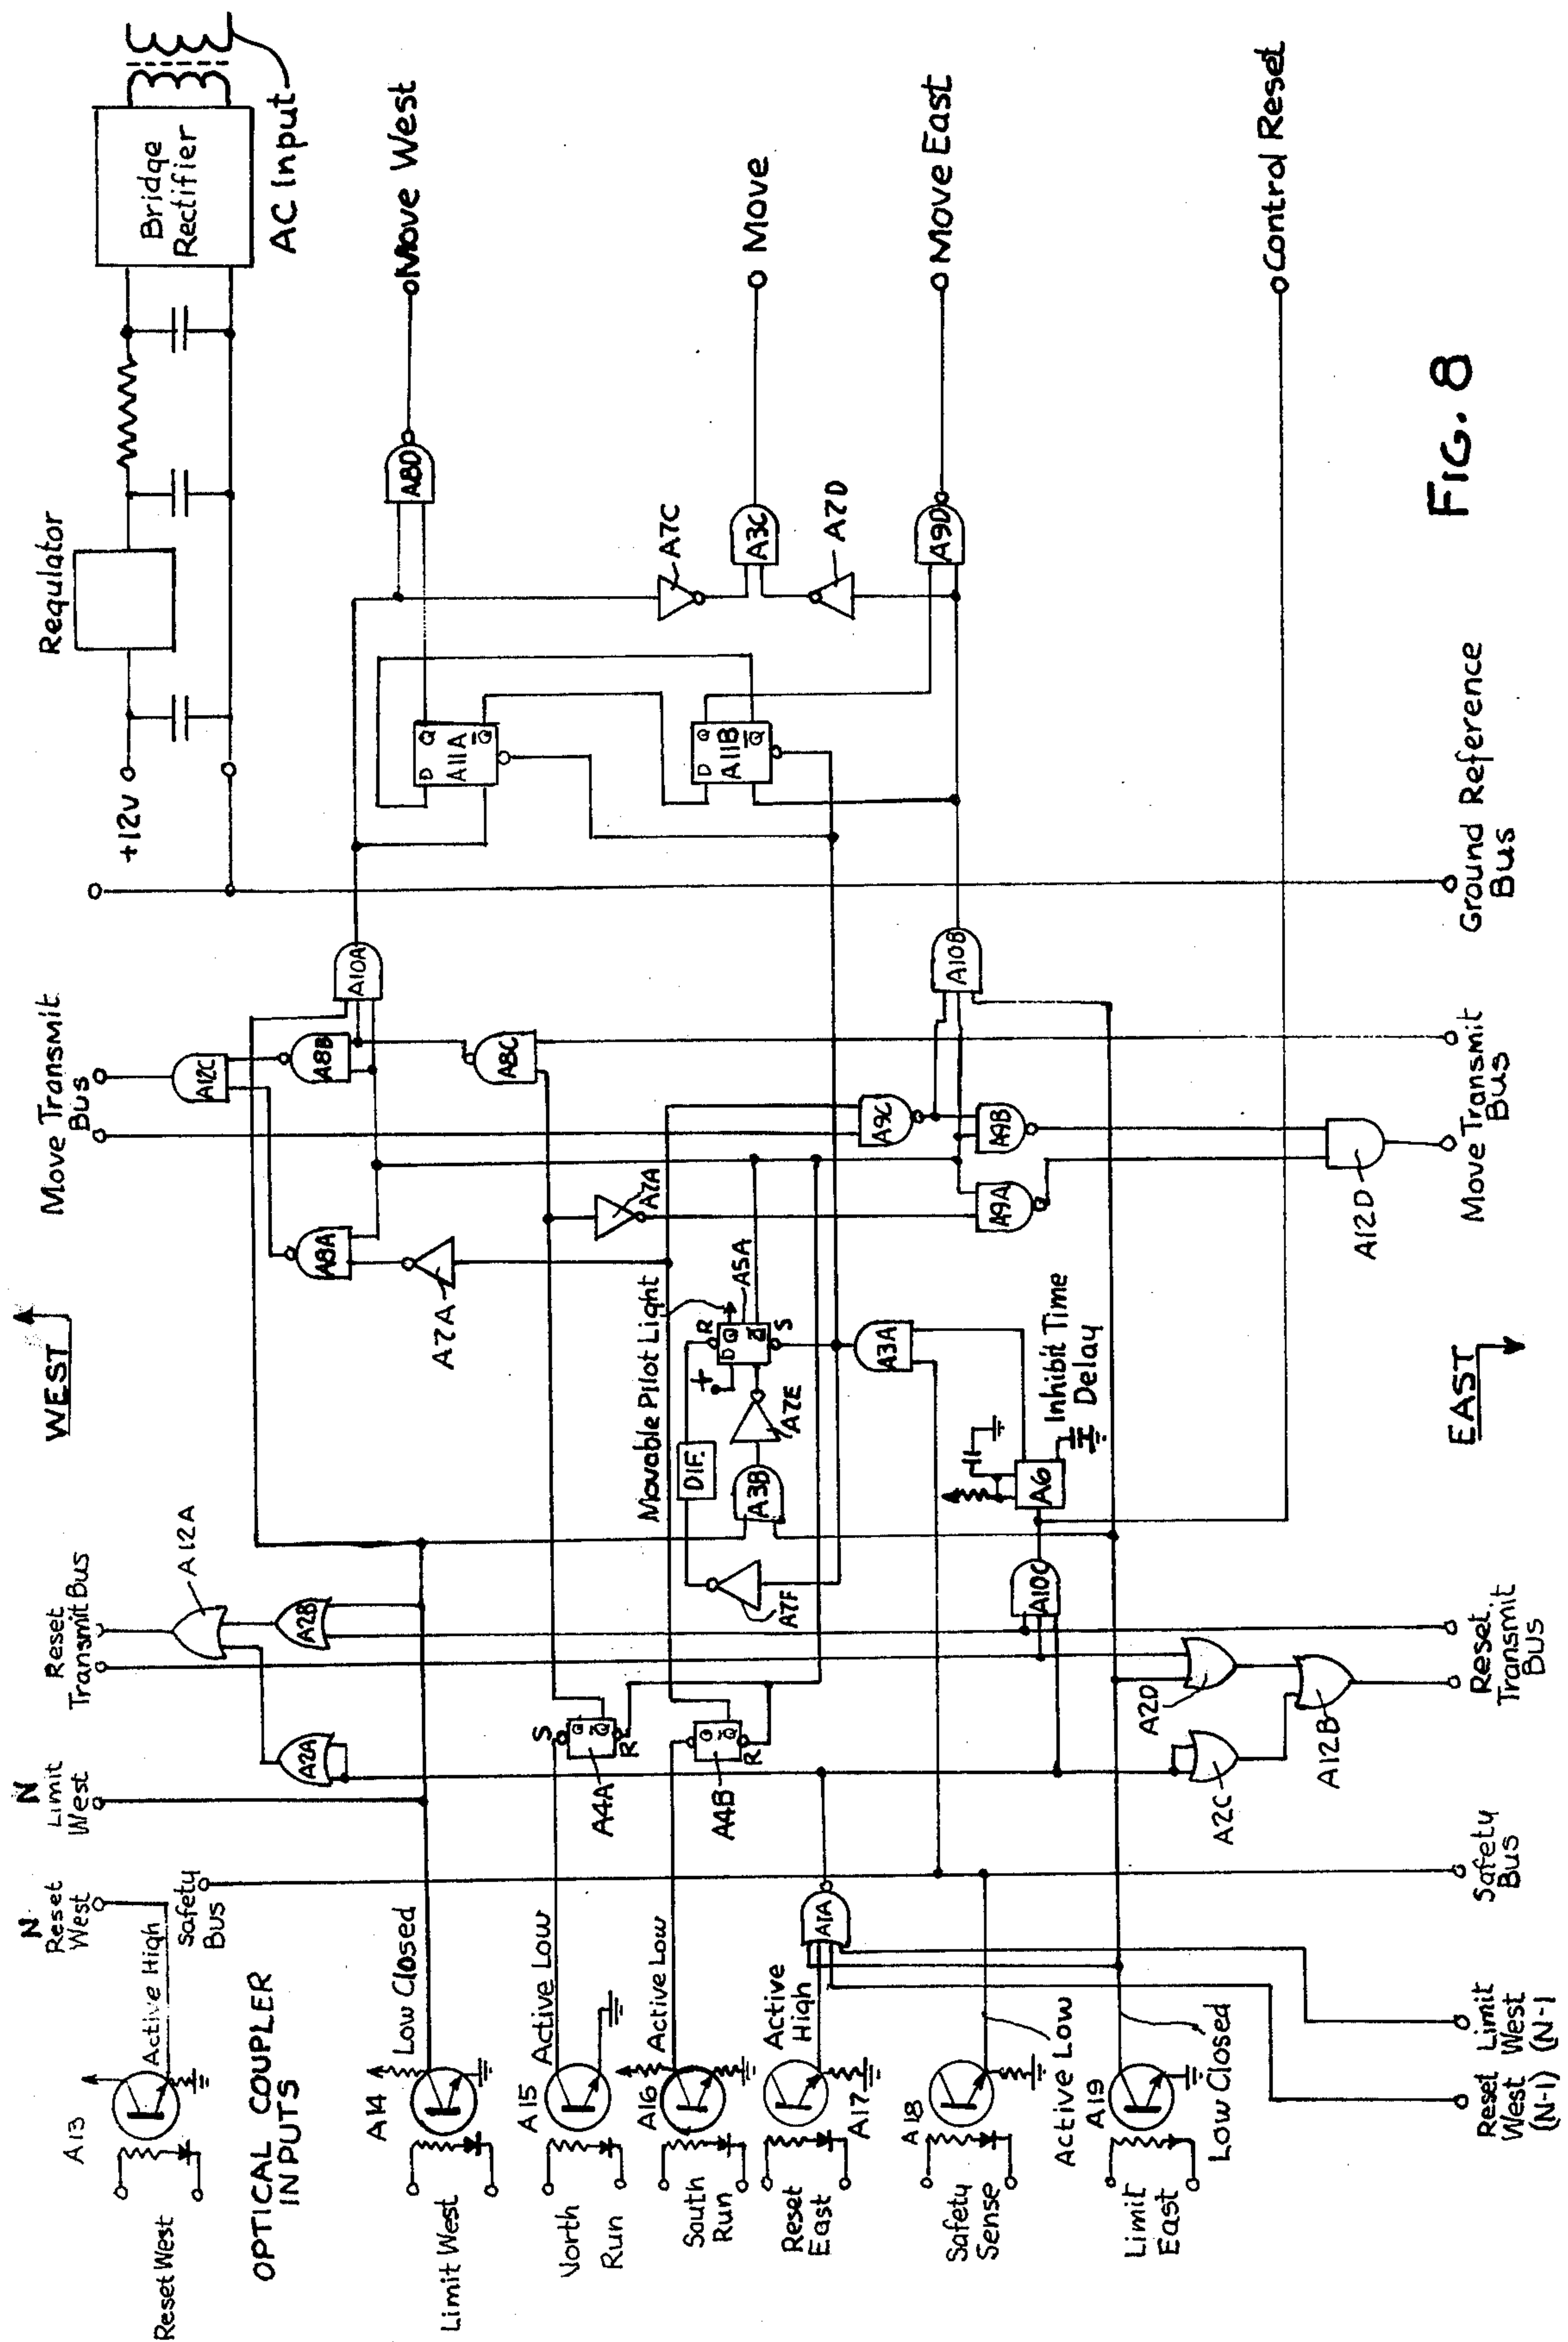 Reset West
A13
N
Reset
West
Active High
Safety
Bus
OPTICAL COUPLER
INPUTS
N
Limit
West
Reset
Transmit Bus
A12A
A2A
A2B
WEST
Move Transmit
Bus
A12C
A8A
A8B
A10A
+12v
Regulator
Bridge
Rectifier
AC Input
Limit West
A14
Low Closed
A7A
A8C
A8D
Move West
North
Run
A15
Active Low
S
Q
Q
R
A4A
A7A
D
Q
A11A
Q
South
Run
A16
Active Low
Q
Q
R
A4B
Movable Pilot Light
DIF.
R
D
Q
Q
S
A5A
+
A7E
A3B
A7F
A7C
A3C
A7D
Move
D
Q
A11B
Q
Reset
East
A17
Active
High
A1A
A3A
A9C
A9B
A9A
A10B
A9D
Move East
Safety
Sense
A18
Active Low
A10C
A6
Inhibit Time
Delay
Limit
East
A19
Low Closed
A2D
A2C
A12B
A12D
Control Reset
Reset
West
(N-1)
Limit
West
(N-1
Safety
Bus
Reset
Transmit
Bus
EAST
Move Transmit
Bus
Ground Reference
Bus
FIG. 8